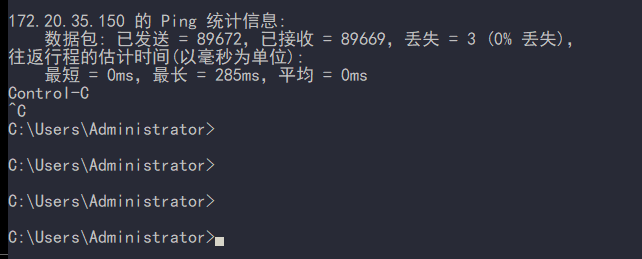 172.20.35.150 的 Ping 统计信息:
数据包: 已发送 = 89672，已接收 = 89669，丢失 = 3 (0% 丢失)，
往返行程的估计时间(以毫秒为单位):
最短 = 0ms，最长 = 285ms，平均 = 0ms
Control-C
^C
C:\Users\Administrator>
C:\Users\Administrator>
C:\Users\Administrator>
C:\Users\Administrator>